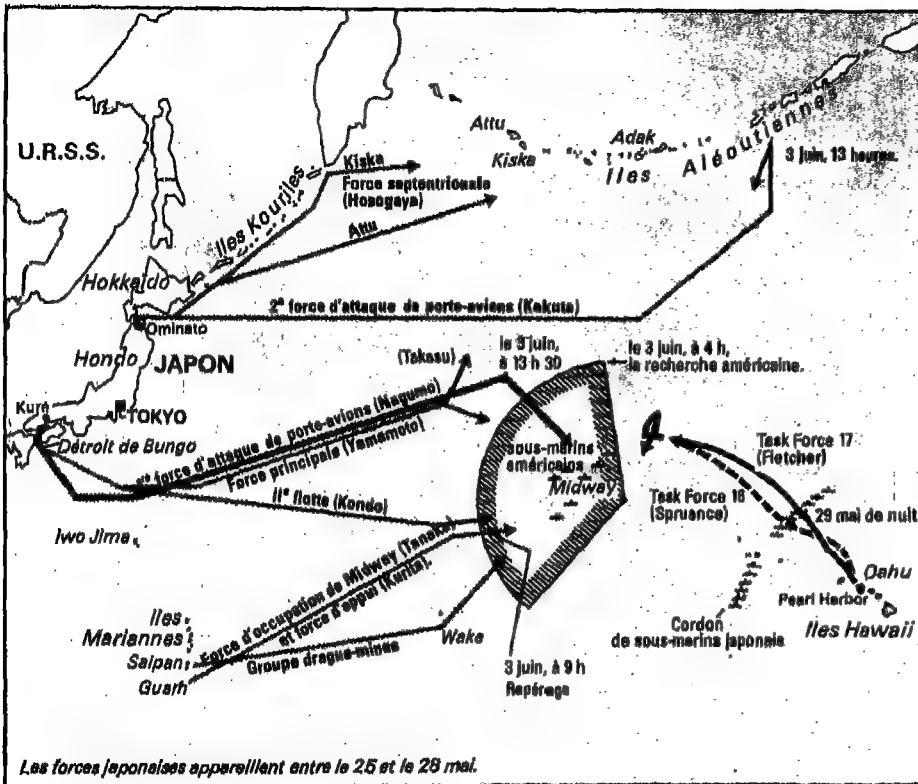 U.R.S.S.
Attu
Kiska
Adak
Iles
Aléoutiennes
3 juin, 13 heures.
Kiska
Force septentrionale
(Hosogaya)
Iles Kouriles
Attu
Hokkaido
2e force d'attaque de porte-avions (Kakuta)
Ominato
Hondo
JAPON
(Takasu)
le 3 juin,
à 13 h 30
le 3 juin, à 4 h,
la recherche américaine.
Kure
TOKYO
Détroit de Bungo
1re force d'attaque de porte-avions (Nagumo)
Force principale (Yamamoto)
sous-marins
américains
Midway
Task Force 17
(Fletcher)
Task Force 16
(Spruance)
29 mai de nuit
IIe flotte (Kondo)
Iwo Jima
Oahu
Pearl Harbor
Iles Hawaii
Force d'occupation de Midway (Tanaka)
et force d'appui (Kurita).
Iles
Mariannes
Saipan
Guam
Groupe drague-mines
Wake
Cordon
de sous-marins japonais
3 juin, à 9 h
Repérage
Les forces japonaises appareillent entre le 25 et le 28 mai.